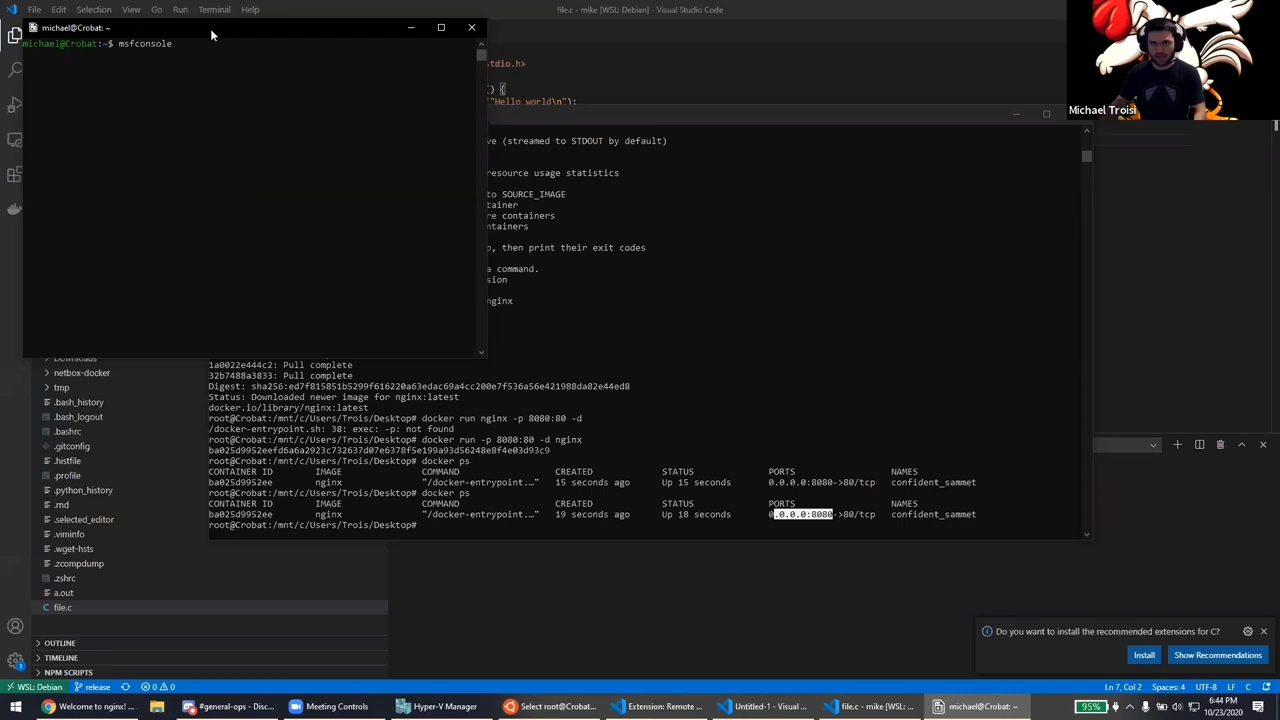 File Edit Selection View Go Run Terminal Help
file.c - mike [WSL: Debian] - Visual Studio Code
michael@Crobat: ~
michael@Crobat:~$ msfconsole
stdio.h>
() {
"Hello world\n");
Michael Troisi
ve (streamed to STDOUT by default)
resource usage statistics
to SOURCE_IMAGE
tainer
re containers
ntainers
p, then print their exit codes
a command.
sion
nginx
1a0022e444c2: Pull complete
32b7488a3833: Pull complete
Digest: sha256:ed7f815851b5299f616220a63edac69a4cc200e7f536a56e421988da82e44ed8
Status: Downloaded newer image for nginx:latest
docker.io/library/nginx:latest
root@Crobat:/mnt/c/Users/Trois/Desktop# docker run nginx -p 8080:80 -d
/docker-entrypoint.sh: 38: exec: -p: not found
root@Crobat:/mnt/c/Users/Trois/Desktop# docker run -p 8080:80 -d nginx
ba025d9952eefd6a6a2923c732637d07e6378f5e199a93d56248e8f4e03d93c9
root@Crobat:/mnt/c/Users/Trois/Desktop# docker ps
CONTAINER ID IMAGE COMMAND CREATED STATUS PORTS NAMES
ba025d9952ee nginx "/docker-entrypoint.…" 15 seconds ago Up 15 seconds 0.0.0.0:8080->80/tcp confident_sammet
root@Crobat:/mnt/c/Users/Trois/Desktop# docker ps
CONTAINER ID IMAGE COMMAND CREATED STATUS PORTS NAMES
ba025d9952ee nginx "/docker-entrypoint.…" 19 seconds ago Up 18 seconds 0.0.0.0:8080->80/tcp confident_sammet
root@Crobat:/mnt/c/Users/Trois/Desktop#
Downloads
netbox-docker
tmp
.bash_history
.bash_logout
.bashrc
.gitconfig
.histfile
.profile
.python_history
.rnd
.selected_editor
.viminfo
.wget-hsts
.zcompdump
.zshrc
a.out
C file.c
OUTLINE
TIMELINE
NPM SCRIPTS
Do you want to install the recommended extensions for C?
Install
Show Recommendations
WSL: Debian release 0 0
Ln 7, Col 2 Spaces: 4 UTF-8 LF C
1
Welcome to nginx!
#general-ops - Disc...
Meeting Controls
Hyper-V Manager
Select root@Crobat...
Extension: Remote ...
Untitled-1 - Visual ...
file.c - mike [WSL: D...
michael@Crobat: ~
95%
6:44 PM
10/23/2020